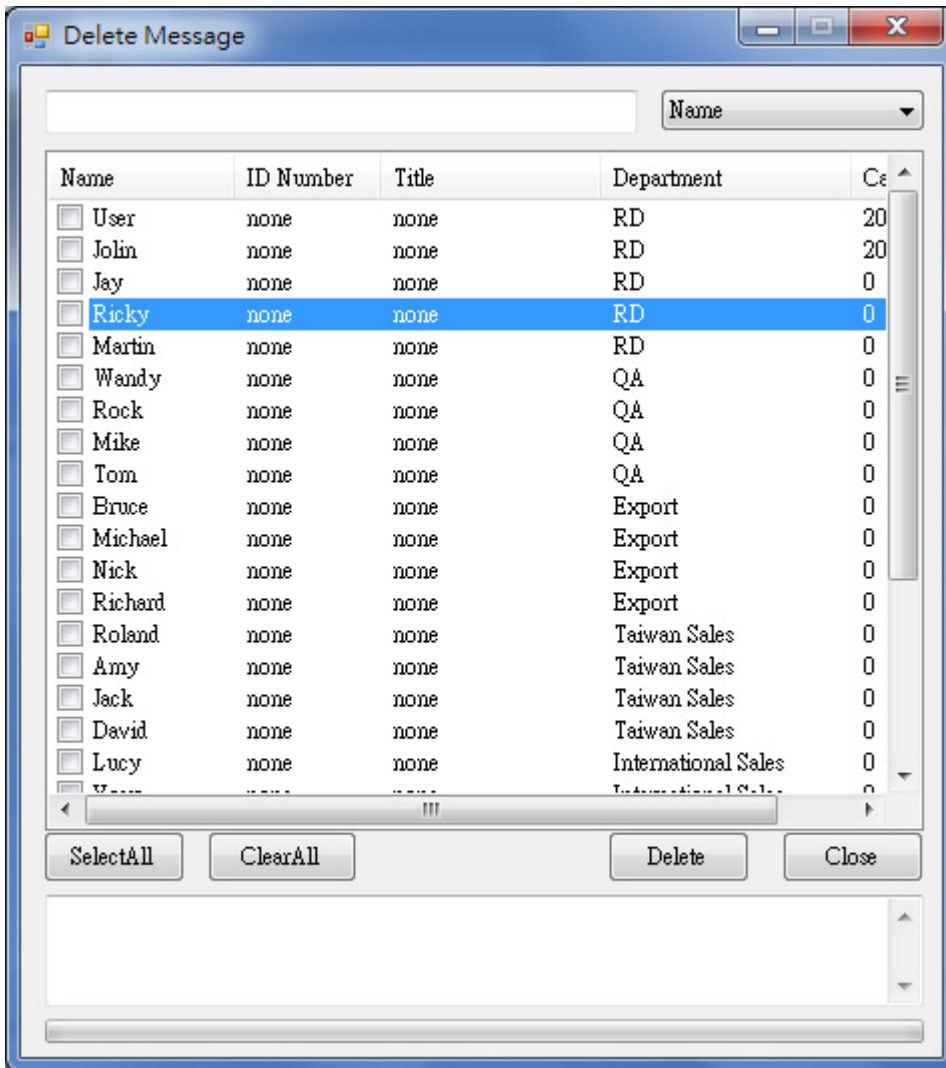 Delete Message
Name
Name ID Number Title Department Ca
User none none RD 20
Jolin none none RD 20
Jay none none RD 0
Ricky none none RD 0
Martin none none RD 0
Wandy none none QA 0
Rock none none QA 0
Mike none none QA 0
Tom none none QA 0
Bruce none none Export 0
Michael none none Export 0
Nick none none Export 0
Richard none none Export 0
Roland none none Taiwan Sales 0
Amy none none Taiwan Sales 0
Jack none none Taiwan Sales 0
David none none Taiwan Sales 0
Lucy none none International Sales 0
International Sales
SelectAll ClearAll Delete Close